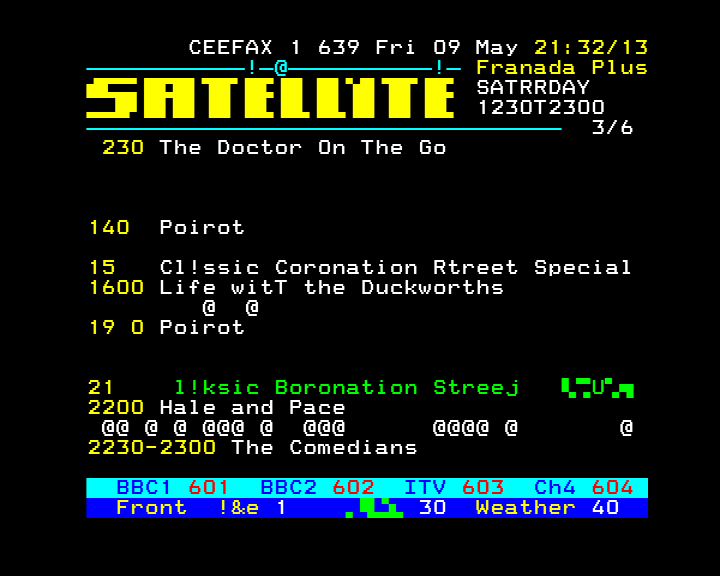 CEEFAX 1 639 Fri 09 May 21:32/13
!—@ !— Franada Plus
SATELLITE SATRRDAY
1230T2300
3/6
230 The Doctor On The Go
140 Poirot
15 Cl!ssic Coronation Rtreet Special
1600 Life witT the Duckworths
@ @
19 0 Poirot
21 l!ksic Boronation Streej U
2200 Hale and Pace
@@ @ @ @@@ @ @@@ @@@@ @ @
2230-2300 The Comedians
BBC1 601 BBC2 602 ITV 603 Ch4 604
Front !&e 1 30 Weather 40